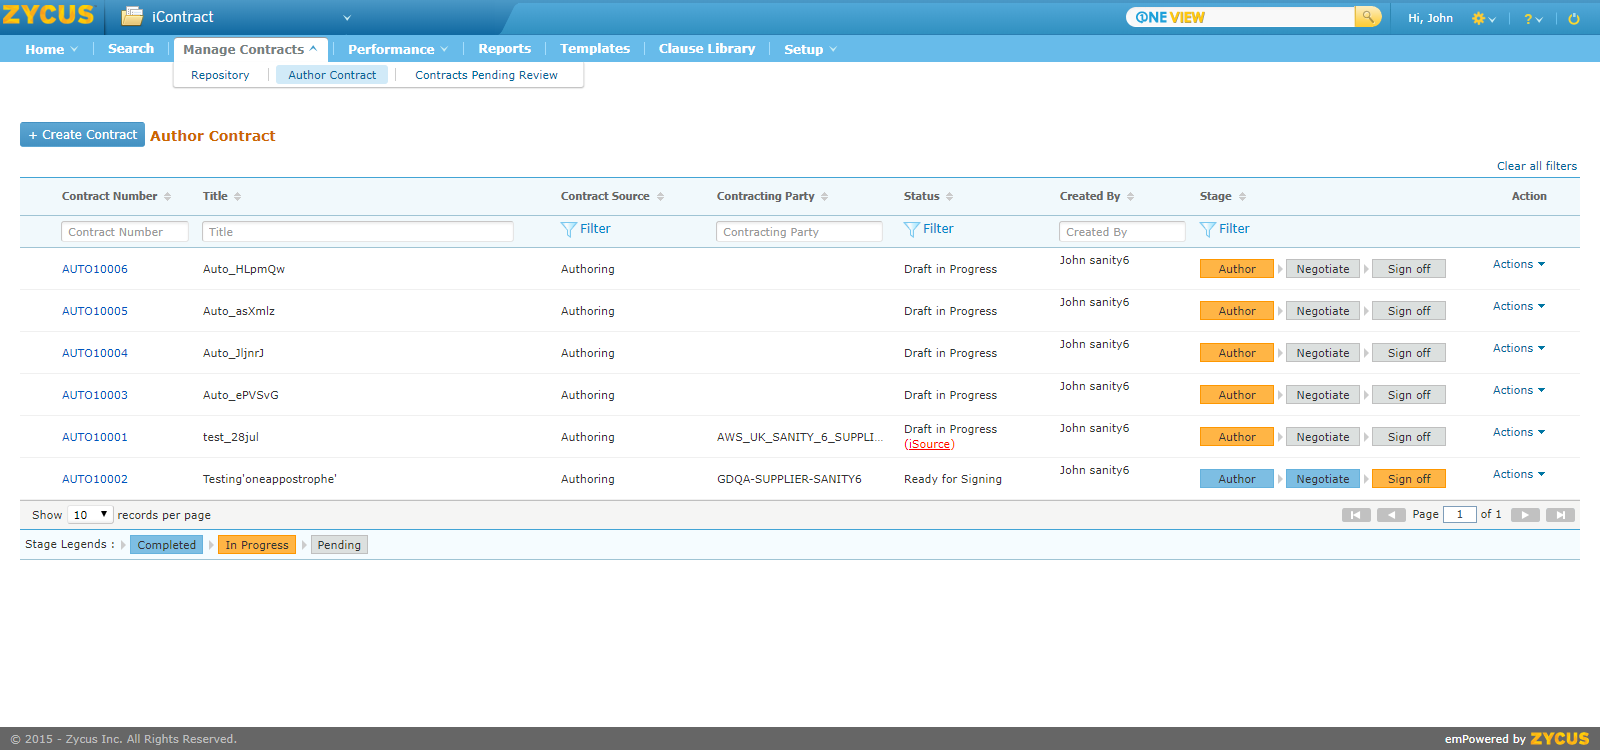 ZYCUS iContract ONE VIEW Hi, John ?
Home Search Manage Contracts Performance Reports Templates Clause Library Setup
Repository Author Contract Contracts Pending Review
+ Create Contract Author Contract
Clear all filters
Contract Number Title Contract Source Contracting Party Status Created By Stage Action
Contract Number Title Filter Contracting Party Filter Created By Filter
AUTO10006 Auto_HLpmQw Authoring Draft in Progress John sanity6 Author Negotiate Sign off Actions
AUTO10005 Auto_asXmlz Authoring Draft in Progress John sanity6 Author Negotiate Sign off Actions
AUTO10004 Auto_JljnrJ Authoring Draft in Progress John sanity6 Author Negotiate Sign off Actions
AUTO10003 Auto_ePVSvG Authoring Draft in Progress John sanity6 Author Negotiate Sign off Actions
AUTO10001 test_28jul Authoring AWS_UK_SANITY_6_SUPPLI... Draft in Progress John sanity6 Author Negotiate Sign off Actions
(iSource)
AUTO10002 Testing'oneappostrophe' Authoring GDQA-SUPPLIER-SANITY6 Ready for Signing John sanity6 Author Negotiate Sign off Actions
Show 10 records per page Page 1 of 1
Stage Legends : Completed In Progress Pending
© 2015 - Zycus Inc. All Rights Reserved. emPowered by ZYCUS